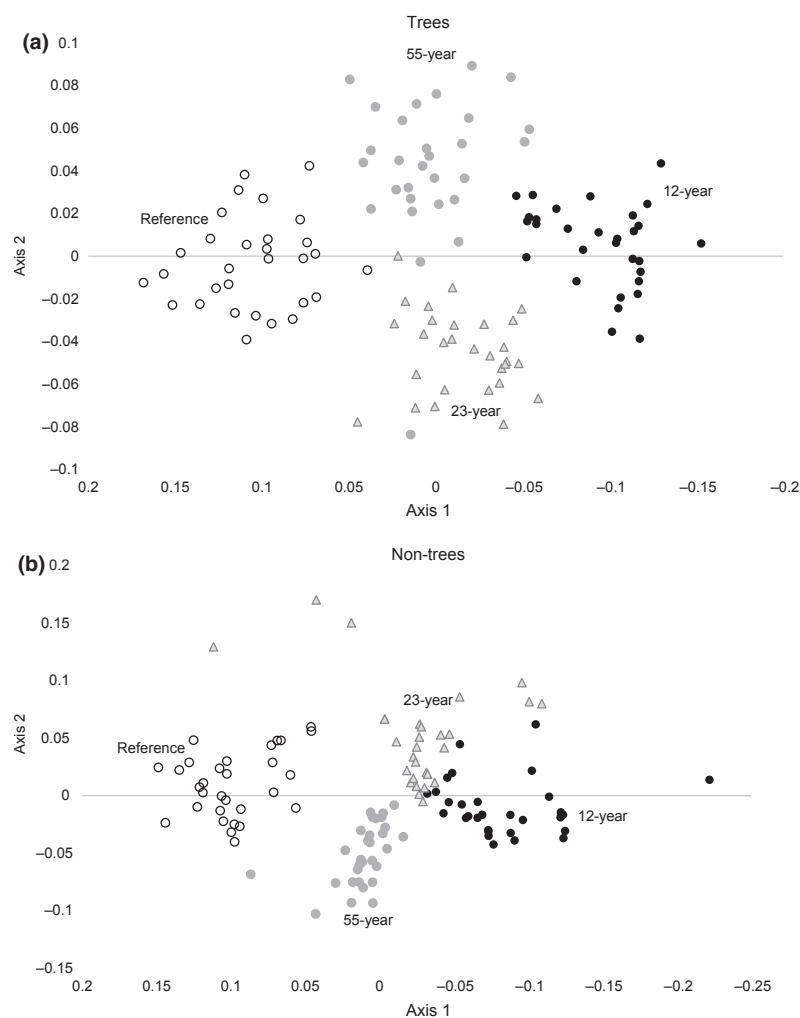 Trees
(a)
0.1
55-year
0.08
0.06
0.04
12-year
0.02
Reference
Axis 2
0
–0.02
–0.04
–0.06
23-year
–0.08
–0.1
0.2 0.15 0.1 0.05 0 –0.05 –0.1 –0.15 –0.2
Axis 1
Non-trees
(b)
0.2
0.15
0.1
23-year
Axis 2
0.05
Reference
0
12-year
–0.05
–0.1
55-year
–0.15
0.2 0.15 0.1 0.05 0 –0.05 –0.1 –0.15 –0.2 –0.25
Axis 1